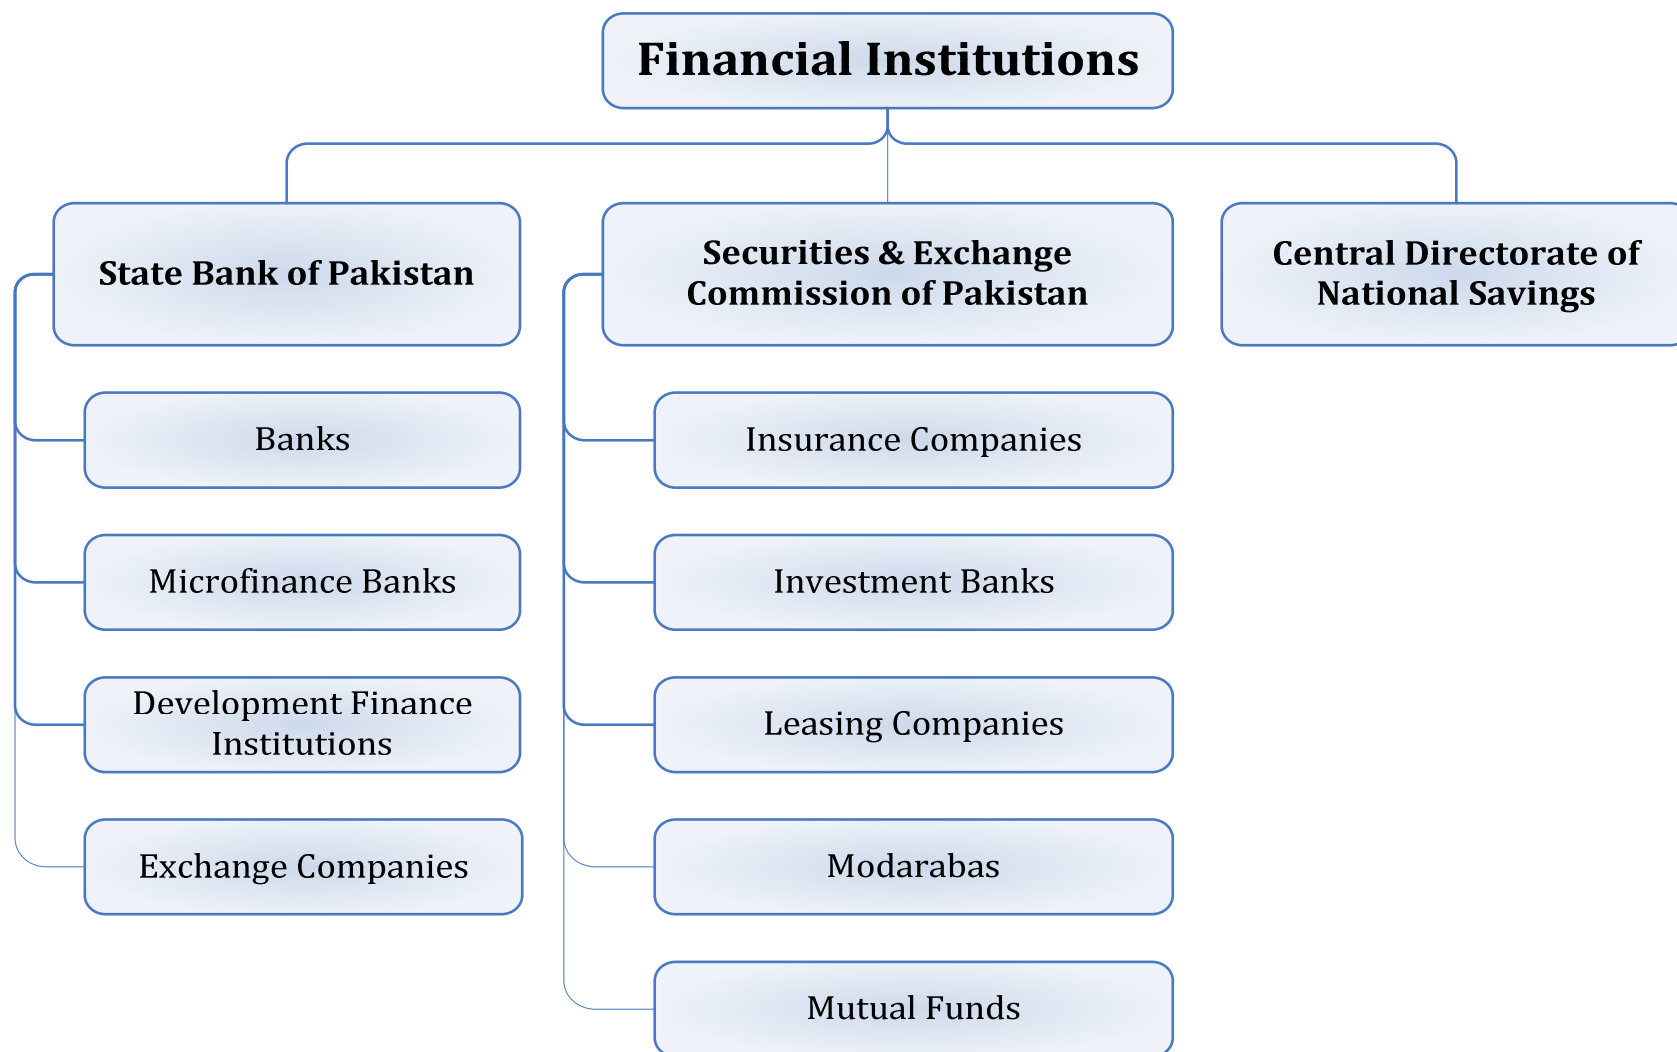 Financial Institutions
State Bank of Pakistan
Securities & Exchange
Commission of Pakistan
Central Directorate of
National Savings
Banks
Insurance Companies
Microfinance Banks
Investment Banks
Development Finance
Institutions
Leasing Companies
Exchange Companies
Modarabas
Mutual Funds